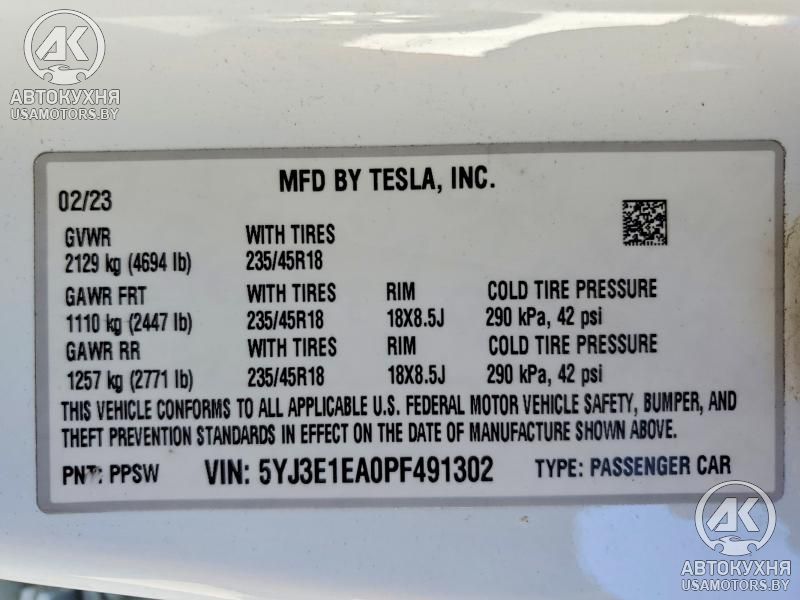 AK
АВТОКУХНЯ
USAMOTORS.BY
MFD BY TESLA, INC.
02/23
GVWR WITH TIRES
2129 kg (4694 lb) 235/45R18
GAWR FRT WITH TIRES RIM COLD TIRE PRESSURE
1110 kg (2447 lb) 235/45R18 18X8.5J 290 kPa, 42 psi
GAWR RR WITH TIRES RIM COLD TIRE PRESSURE
1257 kg (2771 lb) 235/45R18 18X8.5J 290 kPa, 42 psi
THIS VEHICLE CONFORMS TO ALL APPLICABLE U.S. FEDERAL MOTOR VEHICLE SAFETY, BUMPER, AND
THEFT PREVENTION STANDARDS IN EFFECT ON THE DATE OF MANUFACTURE SHOWN ABOVE.
PNT: PPSW VIN: 5YJ3E1EA0PF491302 TYPE: PASSENGER CAR
AK
АВТОКУХНЯ
USAMOTORS.BY